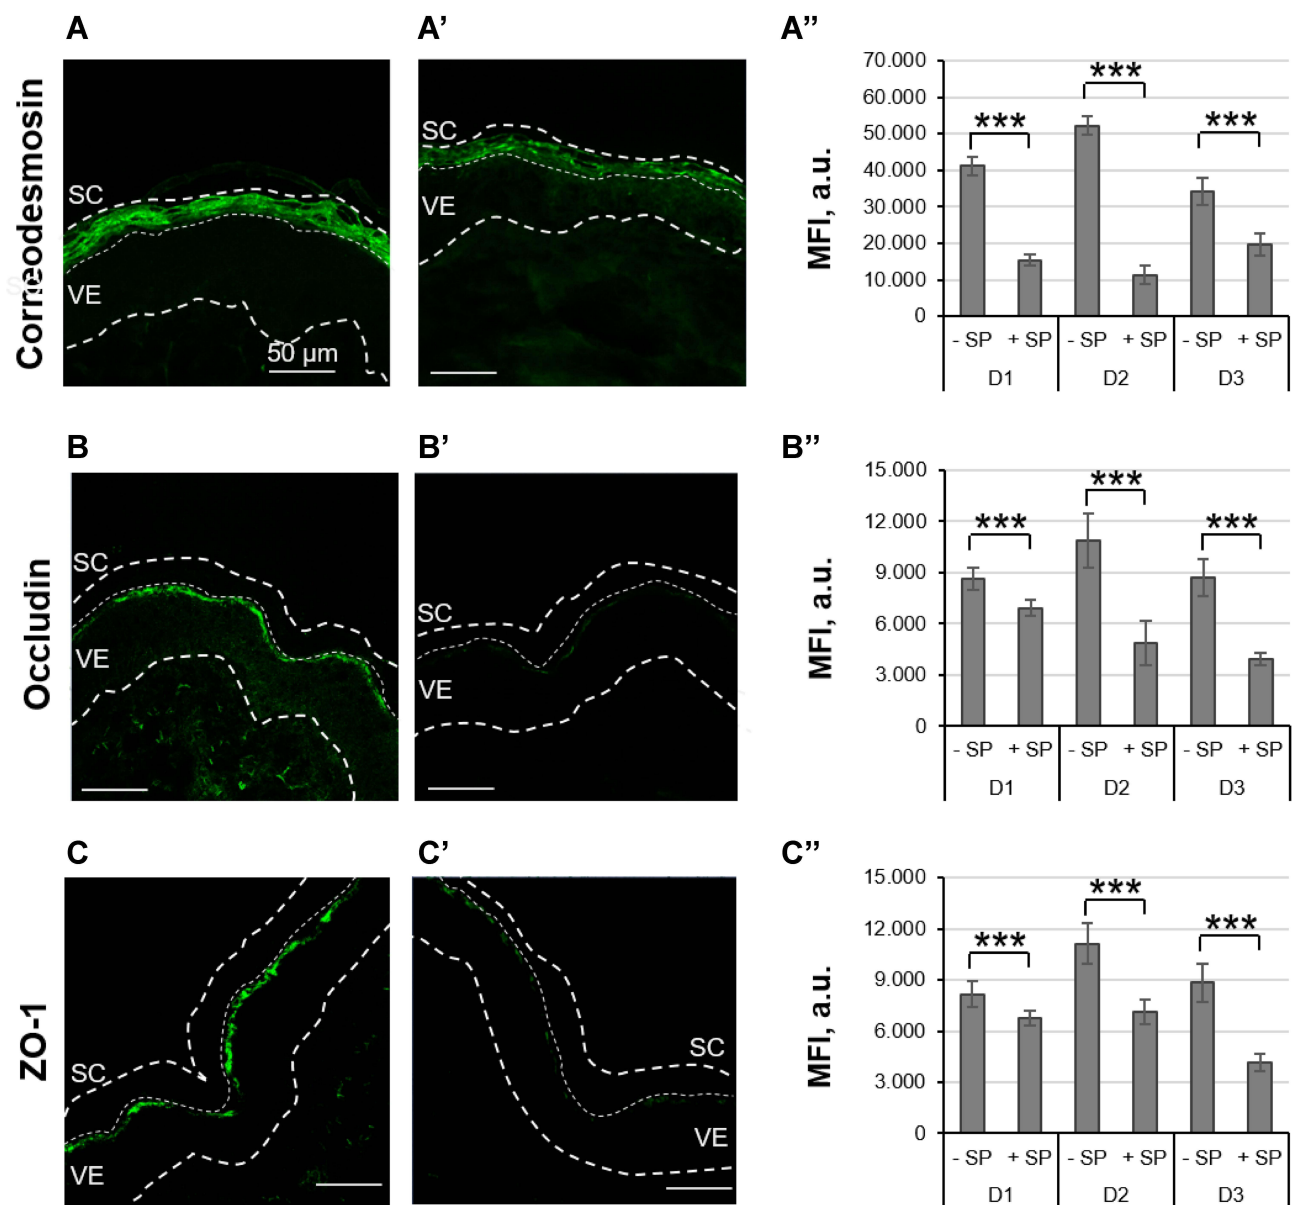 A
A’
A’’
Corneodesmosin
SC
VE
50 µm
SC
VE
MFI, a.u.
70.000
60.000
50.000
40.000
30.000
20.000
10.000
0
***
***
***
- SP + SP - SP + SP - SP + SP
D1 D2 D3
B
B’
B’’
Occludin
SC
VE
SC
VE
MFI, a.u.
15.000
12.000
9.000
6.000
3.000
0
***
***
***
- SP + SP - SP + SP - SP + SP
D1 D2 D3
C
C’
C’’
ZO-1
SC
VE
SC
VE
MFI, a.u.
15.000
12.000
9.000
6.000
3.000
0
***
***
***
- SP + SP - SP + SP - SP + SP
D1 D2 D3